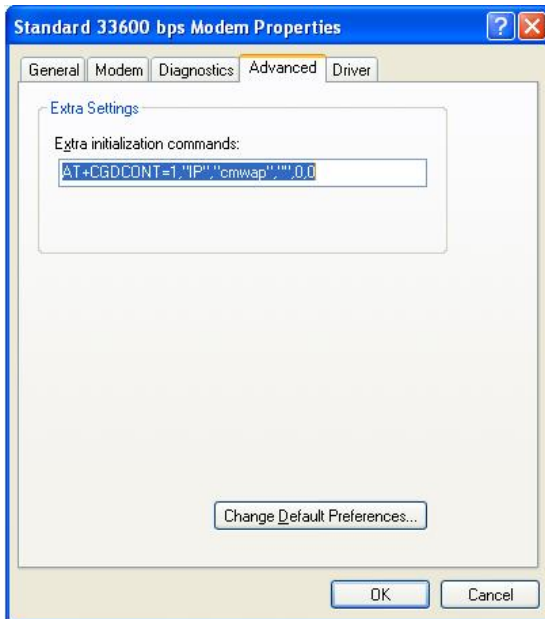 Standard 33600 bps Modem Properties
General Modem Diagnostics Advanced Driver
Extra Settings
Extra initialization commands:
AT+CGDCONT=1,"IP","cmwap","",0,0
Change Default Preferences...
OK Cancel